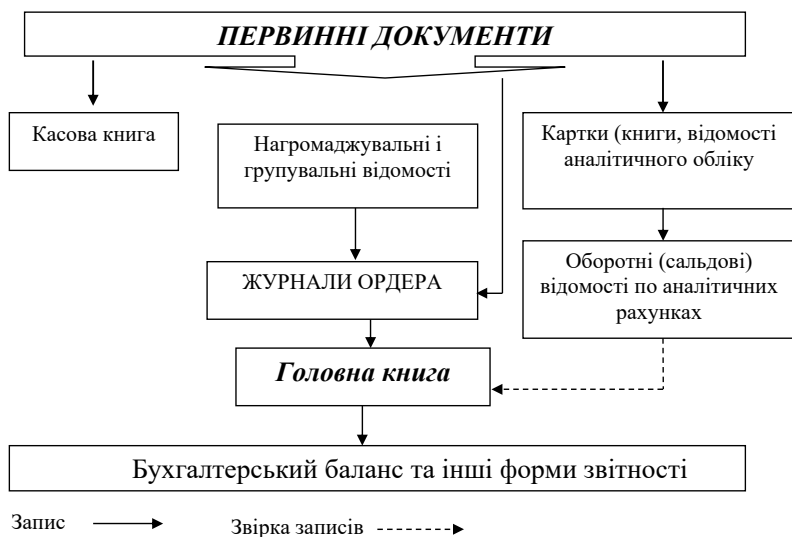 ПЕРВИННІ ДОКУМЕНТИ
Касова книга
Нагромаджувальні і
групувальні відомості
Картки (книги, відомості
аналітичного обліку
ЖУРНАЛИ ОРДЕРА
Оборотні (сальдові)
відомості по аналітичних
рахунках
Головна книга
Бухгалтерський баланс та інші форми звітності
Запис
Звірка записів